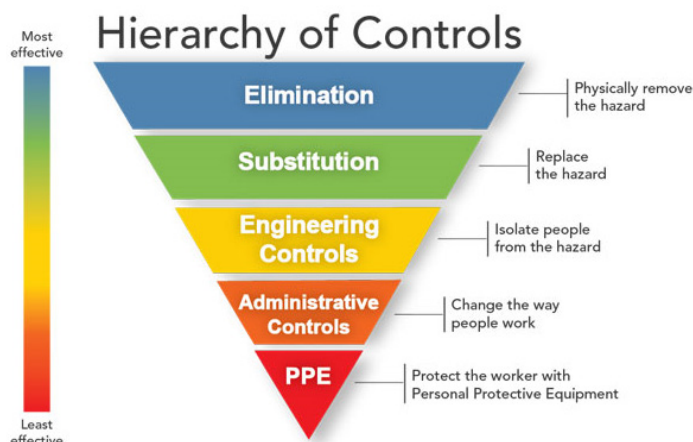 Hierarchy of Controls
Most
effective
Elimination
Physically remove
the hazard
Substitution
Replace
the hazard
Engineering
Controls
Isolate people
from the hazard
Administrative
Controls
Change the way
people work
PPE
Protect the worker with
Personal Protective Equipment
Least
effective